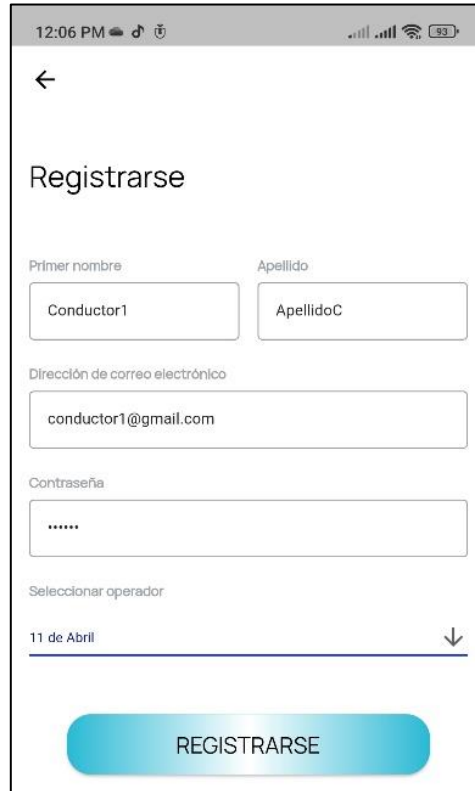 12:06 PM
93
Registrarse
Primer nombre Apellido
Conductor1 ApellidoC
Dirección de correo electrónico
conductor1@gmail.com
Contraseña
••••••
Seleccionar operador
11 de Abril
REGISTRARSE